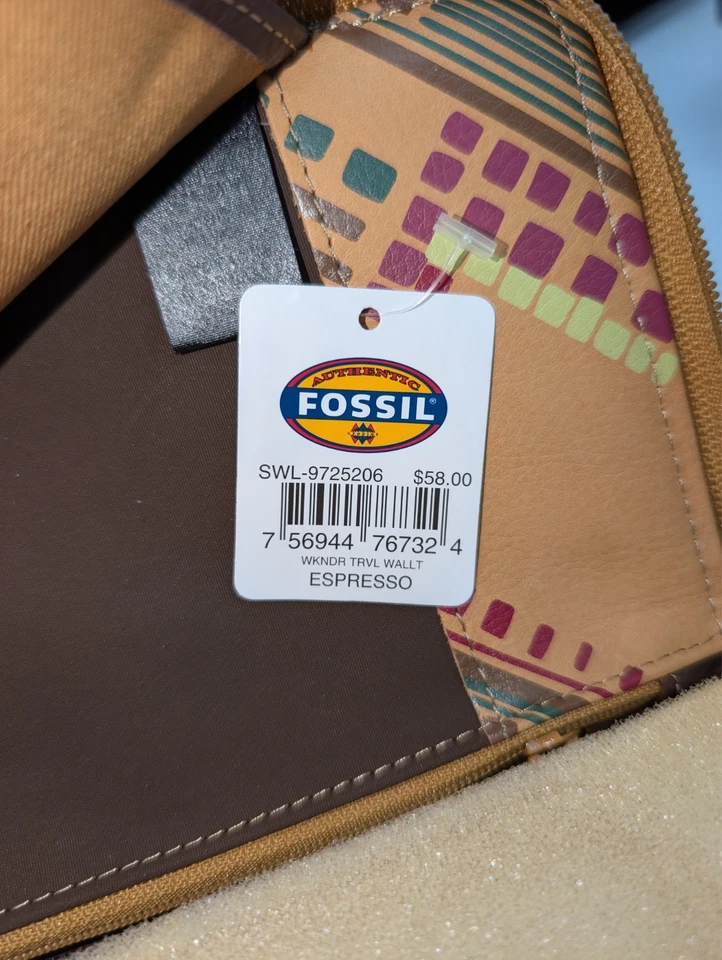 AUTHENTIC
FOSSIL®
SWL-9725206 $58.00
7 56944 76732 4
WKNDR TRVL WALLT
ESPRESSO